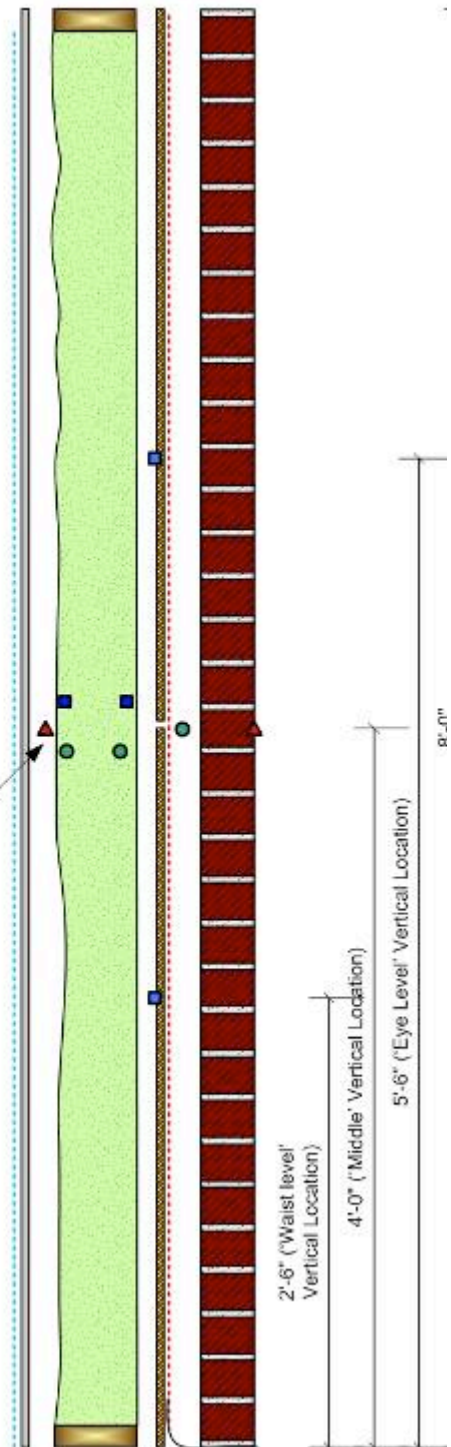 2'-6" ('Waist level'
Vertical Location)
4'-0" ('Middle' Vertical Location)
5'-6" ('Eye Level' Vertical Location)
8'-0"